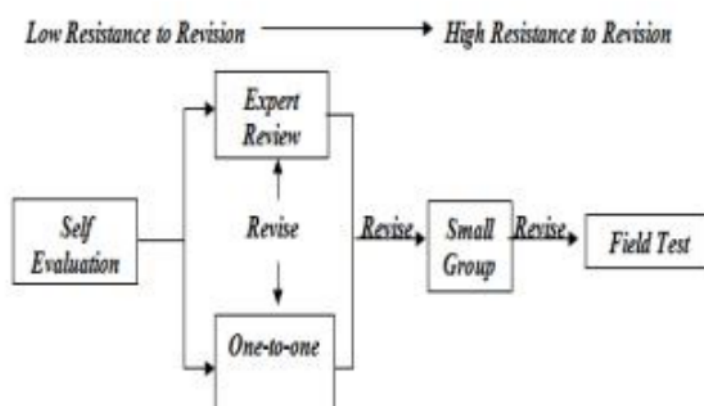 Low Resistance to Revision
High Resistance to Revision
Expert
Review
Self
Evaluation
Revise
One-to-one
Revise
Small
Group
Revise
Field Test